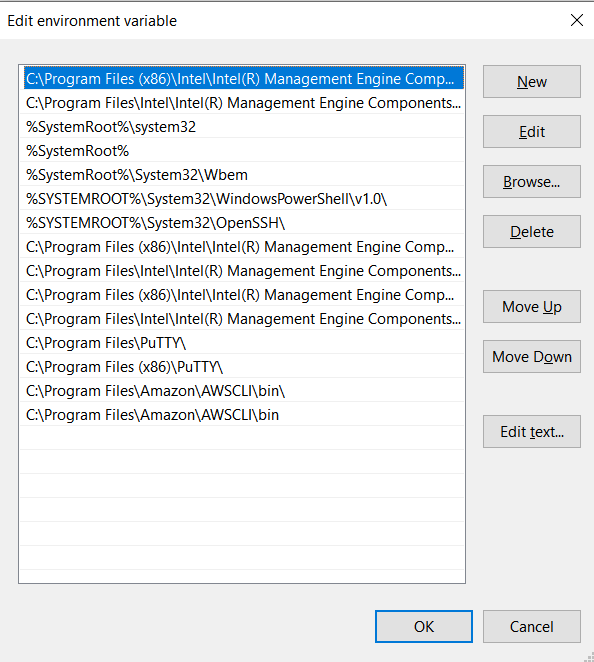 Edit environment variable
C:\Program Files (x86)\Intel\Intel(R) Management Engine Comp...
C:\Program Files\Intel\Intel(R) Management Engine Components...
%SystemRoot%\system32
%SystemRoot%
%SystemRoot%\System32\Wbem
%SYSTEMROOT%\System32\WindowsPowerShell\v1.0\
%SYSTEMROOT%\System32\OpenSSH\
C:\Program Files (x86)\Intel\Intel(R) Management Engine Comp...
C:\Program Files\Intel\Intel(R) Management Engine Components...
C:\Program Files (x86)\Intel\Intel(R) Management Engine Comp...
C:\Program Files\Intel\Intel(R) Management Engine Components...
C:\Program Files\PuTTY\
C:\Program Files (x86)\PuTTY\
C:\Program Files\Amazon\AWSCLI\bin\
C:\Program Files\Amazon\AWSCLI\bin
New
Edit
Browse...
Delete
Move Up
Move Down
Edit text...
OK
Cancel